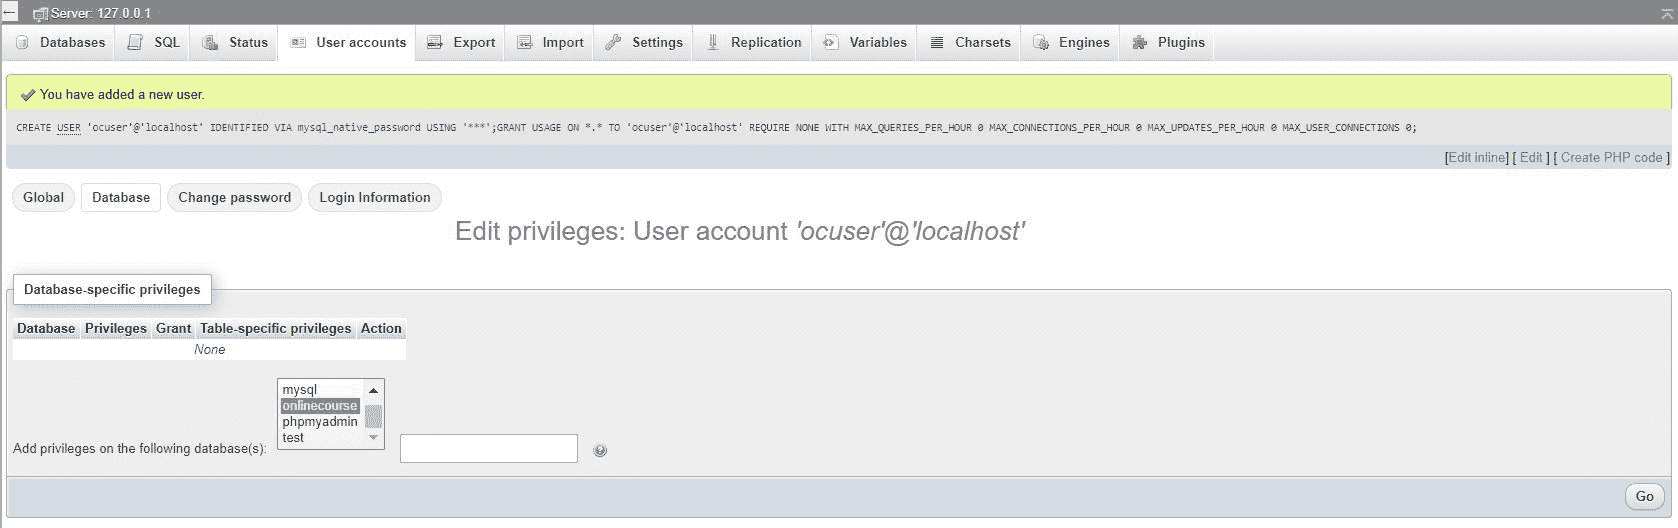 Server: 127.0.0.1
Databases SQL Status User accounts Export Import Settings Replication Variables Charsets Engines Plugins
You have added a new user.
CREATE USER 'ocuser'@'localhost' IDENTIFIED VIA mysql_native_password USING '***';GRANT USAGE ON *.* TO 'ocuser'@'localhost' REQUIRE NONE WITH MAX_QUERIES_PER_HOUR 0 MAX_CONNECTIONS_PER_HOUR 0 MAX_UPDATES_PER_HOUR 0 MAX_USER_CONNECTIONS 0;
[Edit inline] [ Edit ] [ Create PHP code ]
Global Database Change password Login Information
Edit privileges: User account 'ocuser'@'localhost'
Database-specific privileges
Database Privileges Grant Table-specific privileges Action
None
mysql
onlinecourse
phpmyadmin
test
Add privileges on the following database(s):
Go